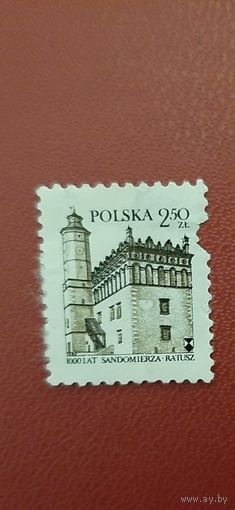 POLSKA 2.50
ZŁ
1000 LAT SANDOMIERZA · RATUSZ
www.ay.by